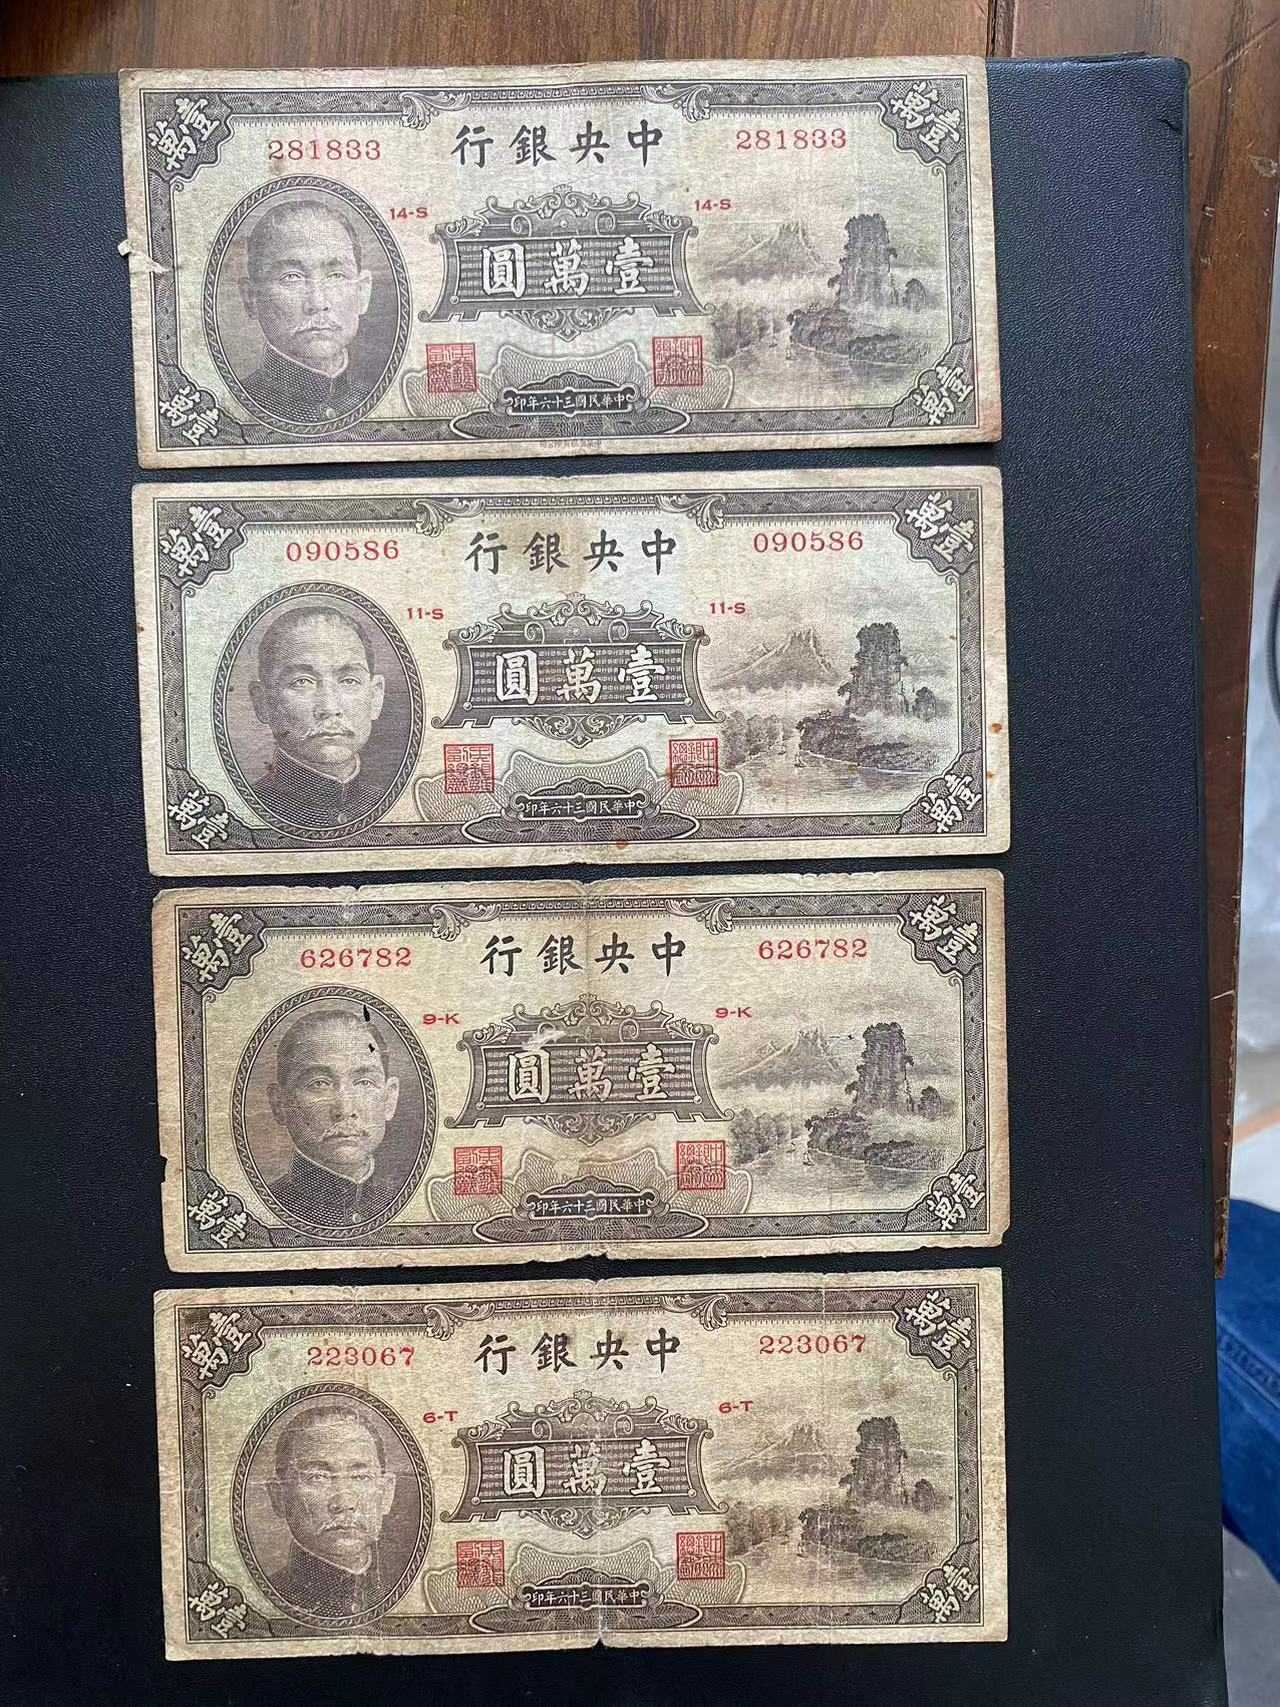 壹萬
壹萬
281833
中央銀行
281833
14-S
14-S
壹萬圓
中華民國三十六年印
壹萬
壹萬
壹萬
壹萬
090586
中央銀行
090586
11-S
11-S
壹萬圓
中華民國三十六年印
壹萬
壹萬
壹萬
壹萬
626782
中央銀行
626782
9-K
9-K
壹萬圓
中華民國三十六年印
壹萬
壹萬
壹萬
壹萬
223067
中央銀行
223067
6-T
6-T
壹萬圓
中華民國三十六年印
壹萬
壹萬